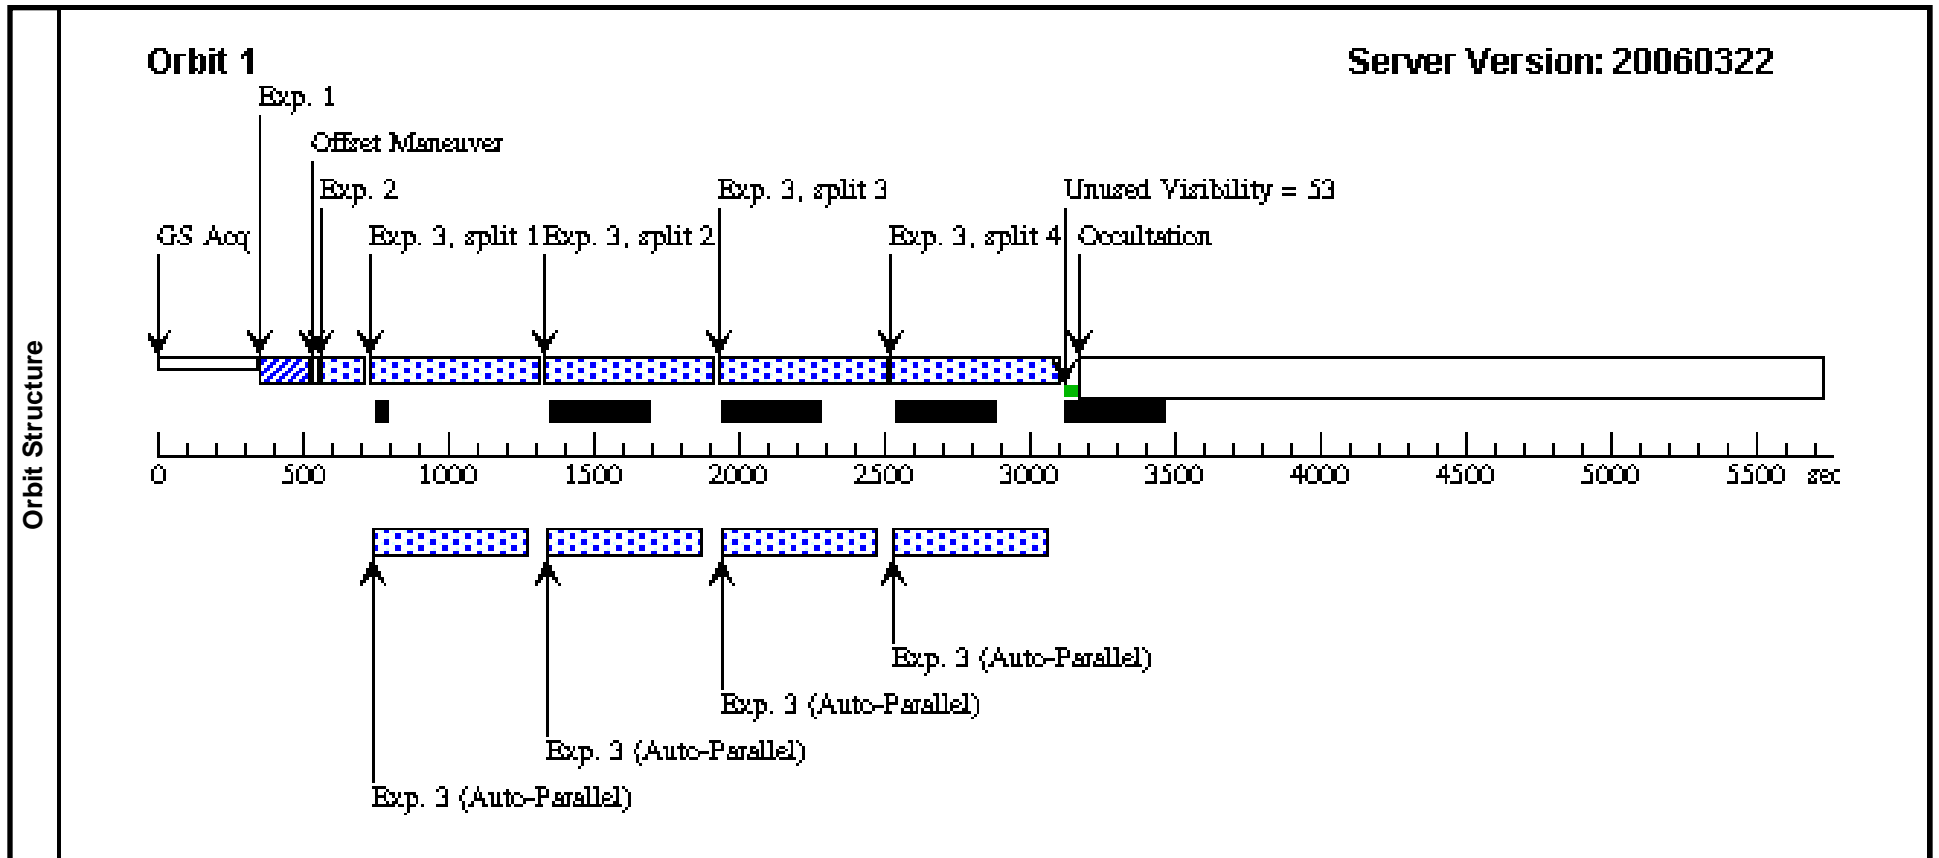 Orbit 1
Server Version: 20060322
Exp. 1
Offset Maneuver
Exp. 2
Exp. 3, split 3
Unused Visibility = 53
GS Acq
Exp. 3, split 1
Exp. 3, split 2
Exp. 3, split 4
Occultation
Orbit Structure
0 500 1000 1500 2000 2500 3000 3500 4000 4500 5000 5500 sec
Exp. 3 (Auto-Parallel)
Exp. 3 (Auto-Parallel)
Exp. 3 (Auto-Parallel)
Exp. 3 (Auto-Parallel)